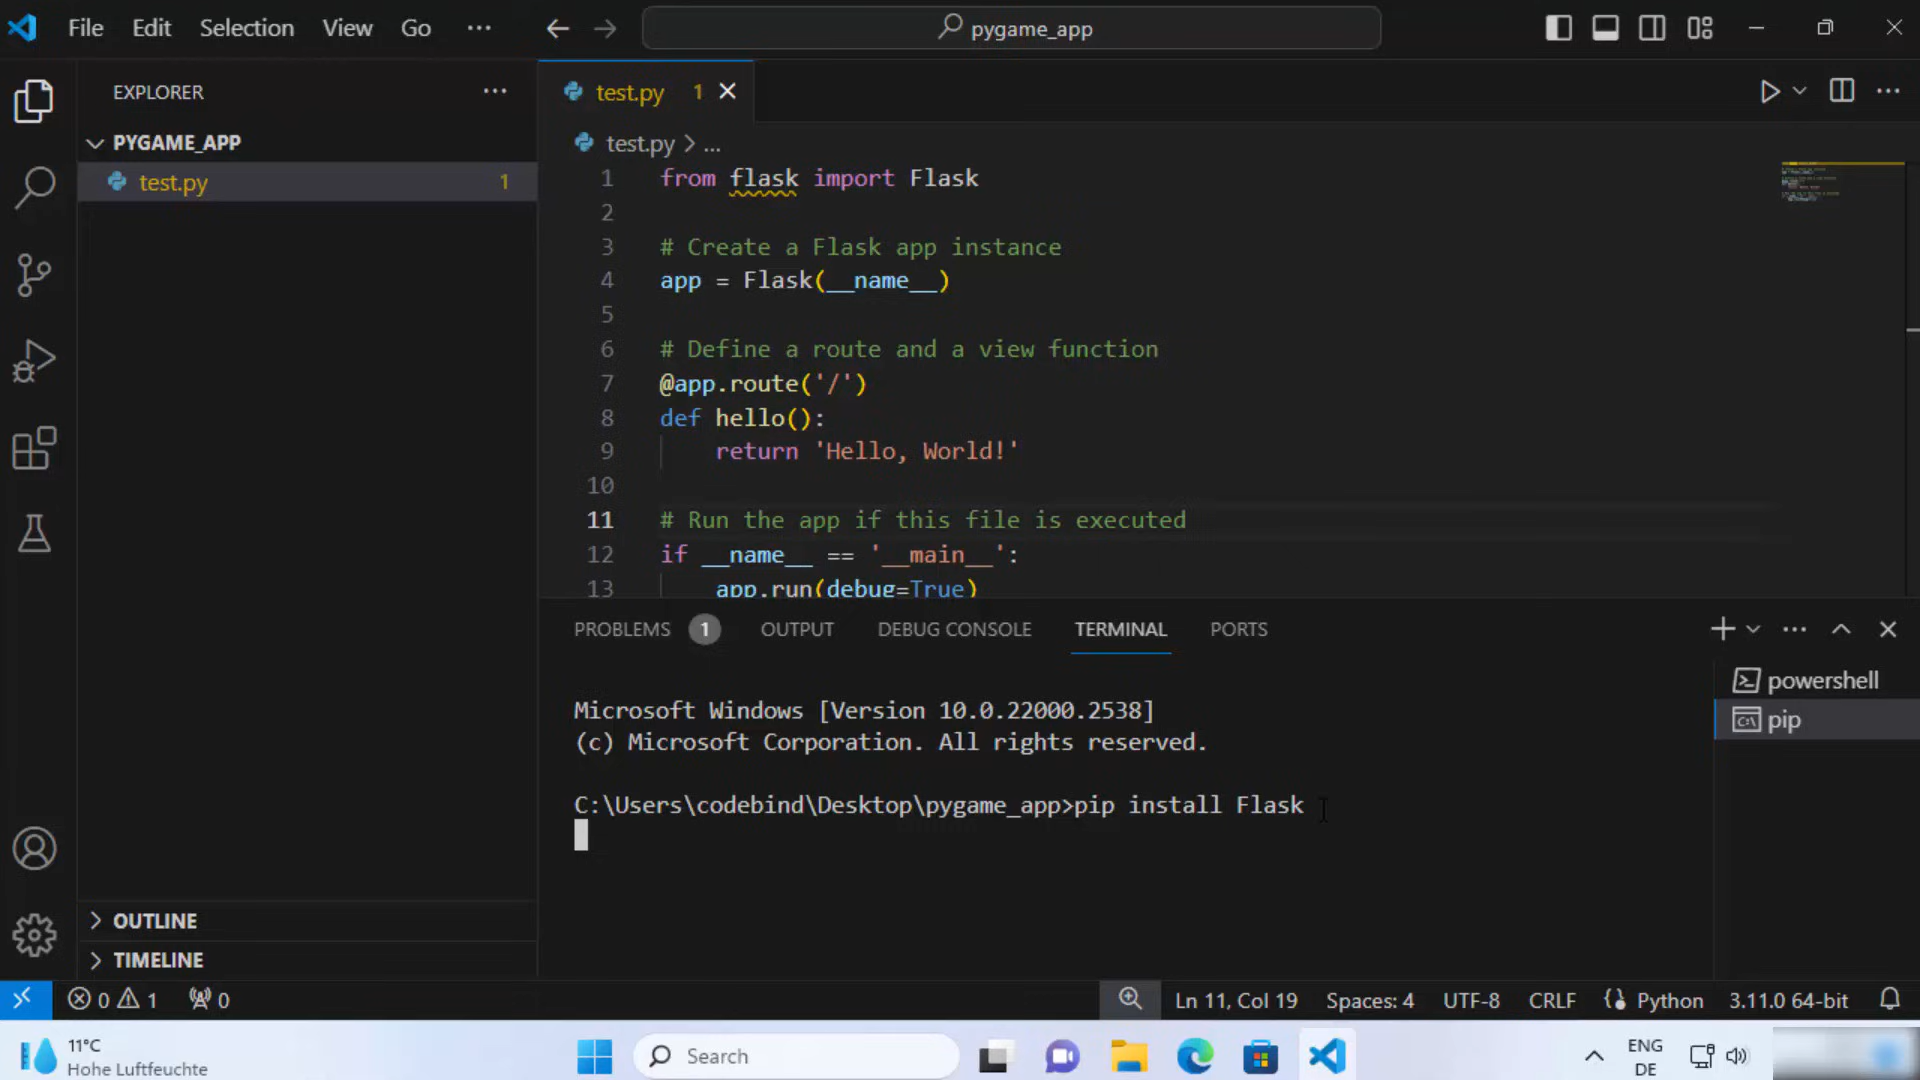 File Edit Selection View Go ···
pygame_app
EXPLORER ···
PYGAME_APP
test.py 1
OUTLINE
TIMELINE
test.py 1
test.py > ...
1 from flask import Flask
2
3 # Create a Flask app instance
4 app = Flask(__name__)
5
6 # Define a route and a view function
7 @app.route('/')
8 def hello():
9 return 'Hello, World!'
10
11 # Run the app if this file is executed
12 if __name__ == '__main__':
13 app.run(debug=True)
PROBLEMS 1 OUTPUT DEBUG CONSOLE TERMINAL PORTS
Microsoft Windows [Version 10.0.22000.2538]
(c) Microsoft Corporation. All rights reserved.
C:\Users\codebind\Desktop\pygame_app>pip install Flask
powershell
pip
0 1 0 Ln 11, Col 19 Spaces: 4 UTF-8 CRLF Python 3.11.0 64-bit
11°C
Hohe Luftfeuchte
Search
ENG
DE